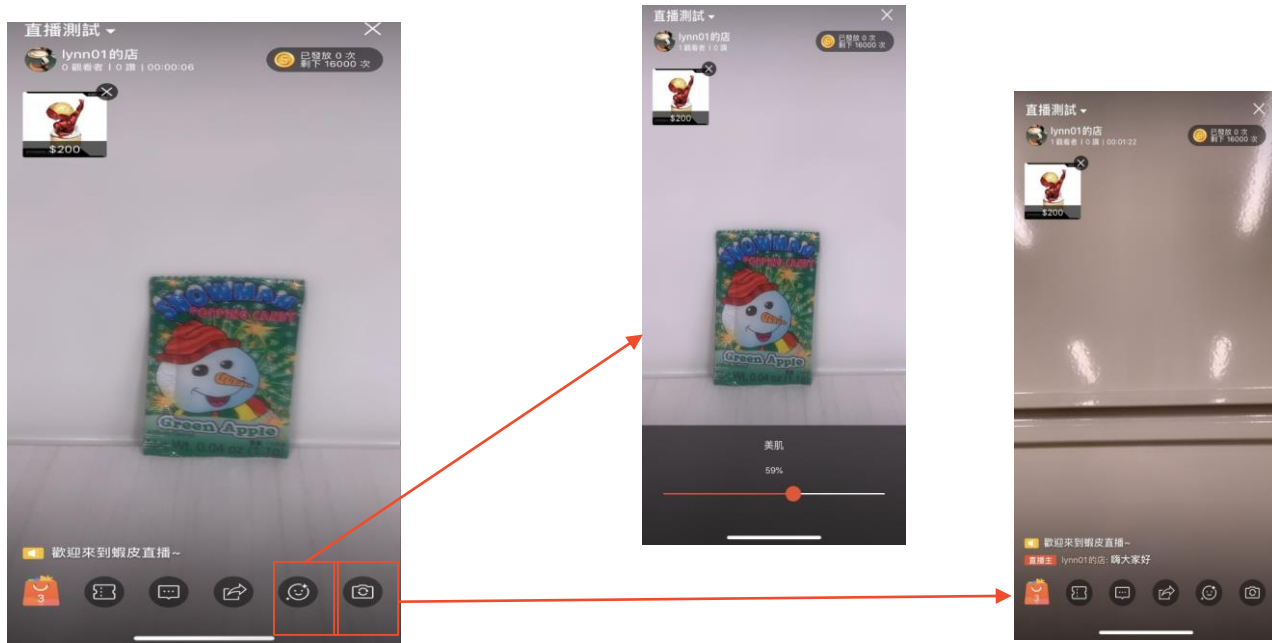 直播測試
lynn01的店
0 觀看者 | 0 讚 | 00:00:06
已發放 0 次
剩下 16000 次
$200
SNOWMAN
POPPING CANDY
Green Apple
歡迎來到蝦皮直播~
3
直播測試
lynn01的店
1 觀看者 | 0 讚
已發放 0 次
剩下 16000 次
$200
SNOWMAN
POPPING CANDY
Green Apple
美肌
59%
直播測試
lynn01的店
1 觀看者 | 0 讚 | 00:01:22
已發放 0 次
剩下 16000 次
$200
歡迎來到蝦皮直播~
直播主 lynn01的店: 嗨大家好
3